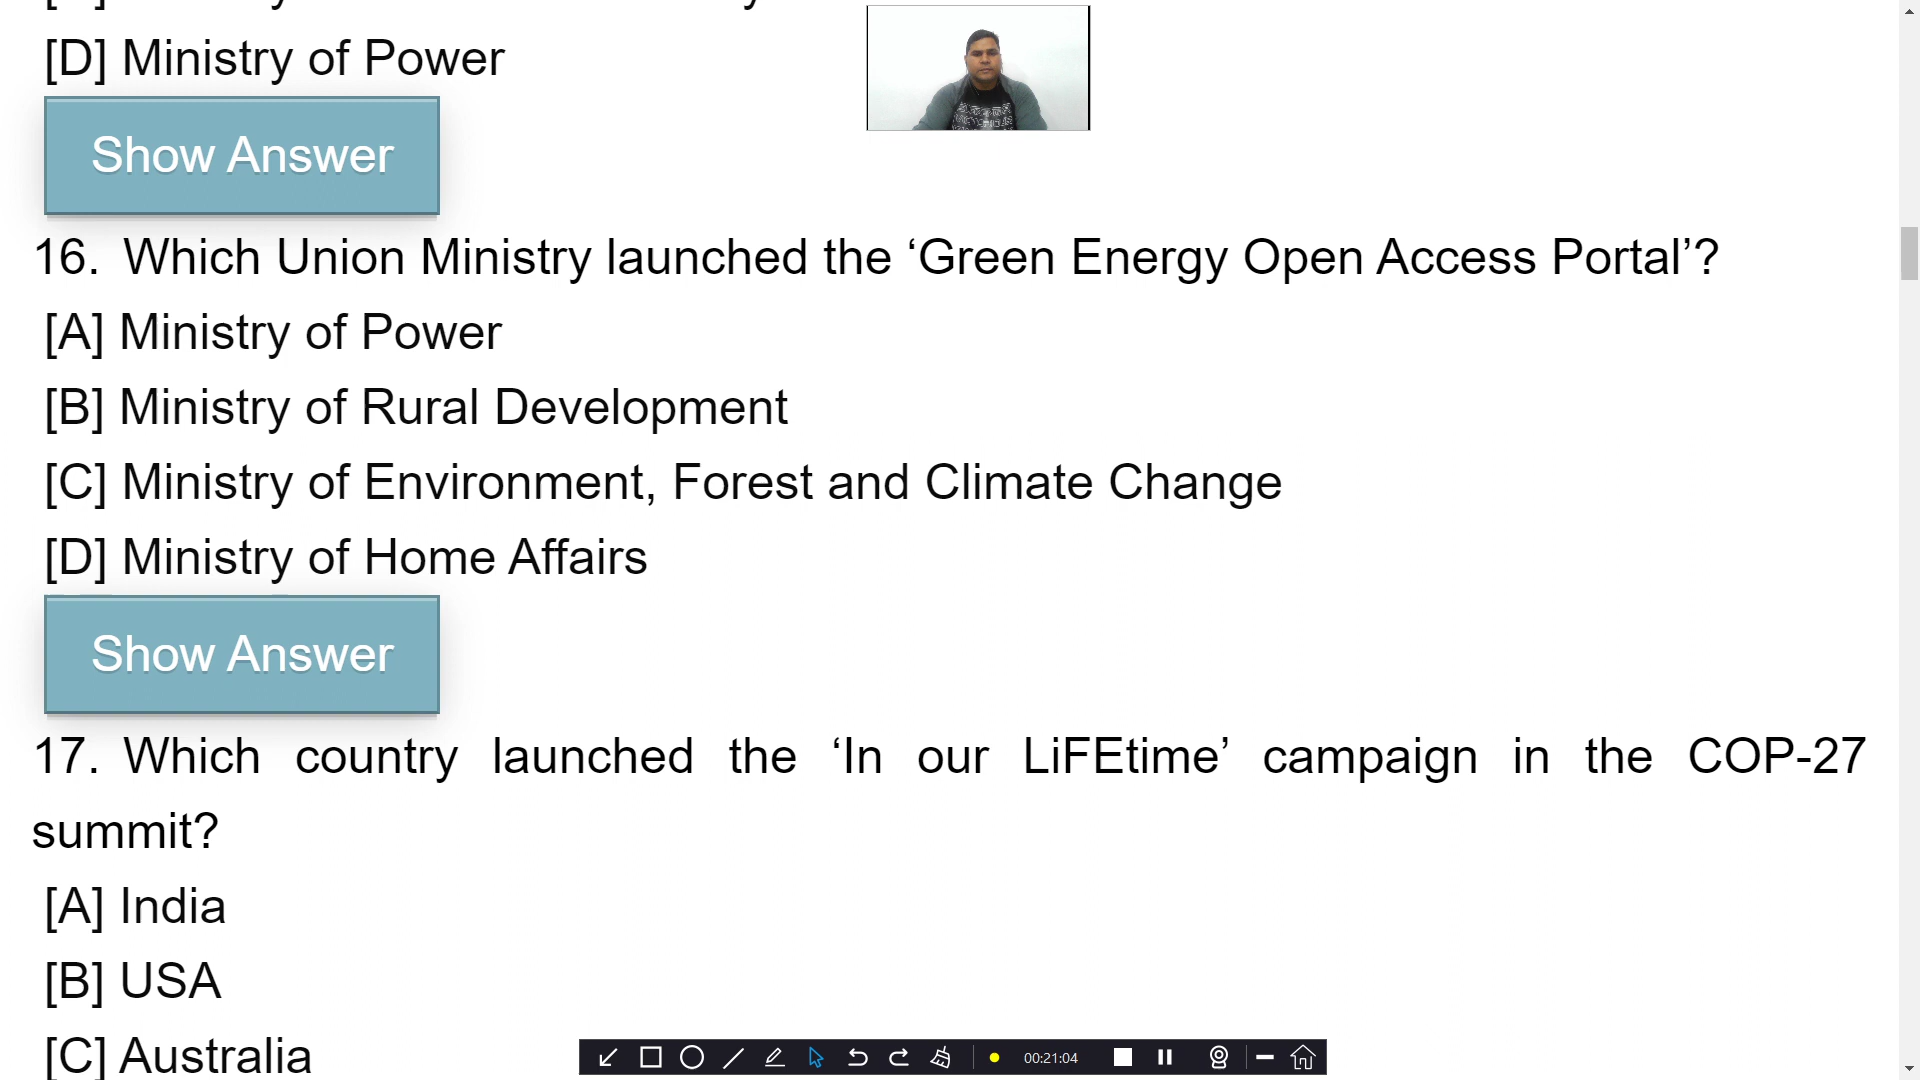 [D] Ministry of Power
Show Answer
16. Which Union Ministry launched the ‘Green Energy Open Access Portal’?
[A] Ministry of Power
[B] Ministry of Rural Development
[C] Ministry of Environment, Forest and Climate Change
[D] Ministry of Home Affairs
Show Answer
17. Which country launched the ‘In our LiFEtime’ campaign in the COP-27
summit?
[A] India
[B] USA
[C] Australia
00:21:04